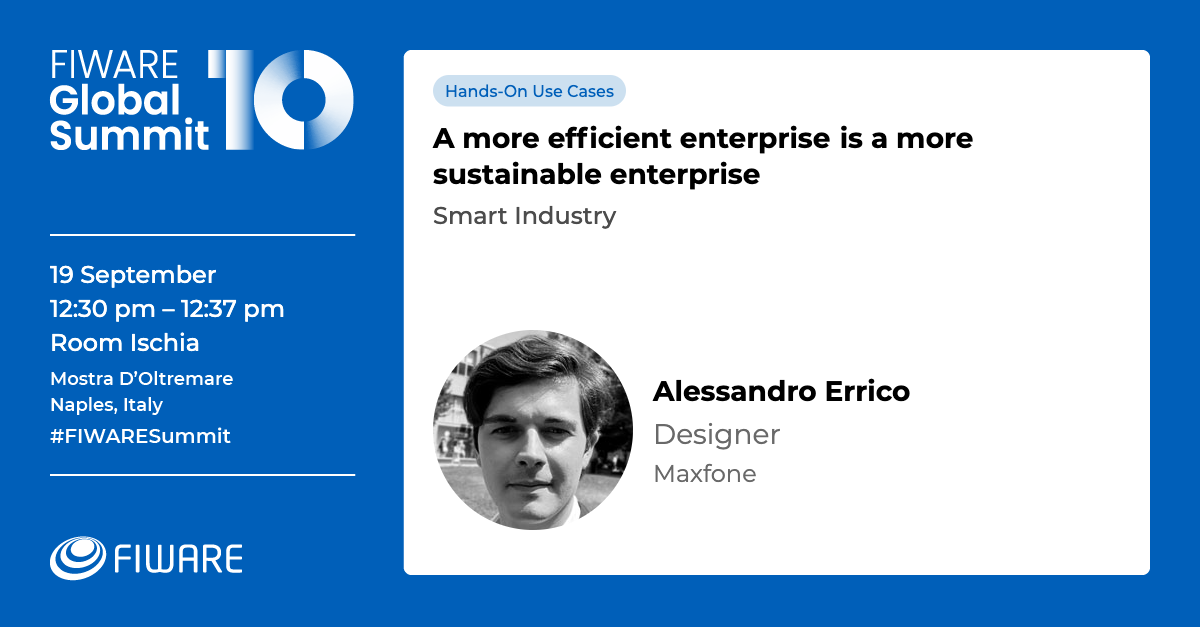 FIWARE
Global
Summit
10
19 September
12:30 pm – 12:37 pm
Room Ischia
Mostra D’Oltremare
Naples, Italy
#FIWARESummit
FIWARE
Hands-On Use Cases
A more efficient enterprise is a more
sustainable enterprise
Smart Industry
Alessandro Errico
Designer
Maxfone